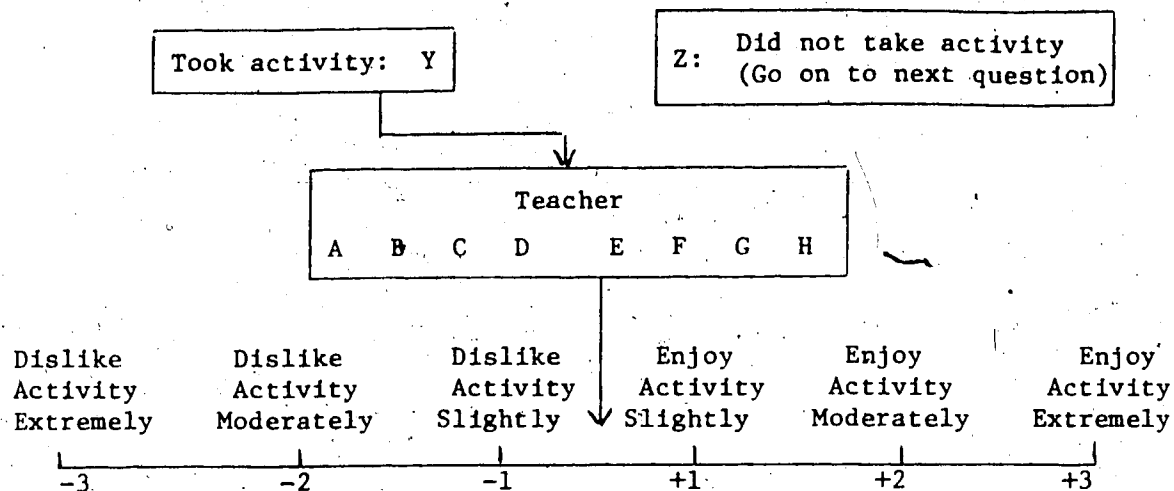 Took activity: Y
Z: Did not take activity
(Go on to next question)
Teacher
A B C D E F G H
Dislike Dislike Dislike Enjoy Enjoy Enjoy
Activity Activity Activity Activity Activity Activity
Extremely Moderately Slightly Slightly Moderately Extremely
-3 -2 -1 +1 +2 +3